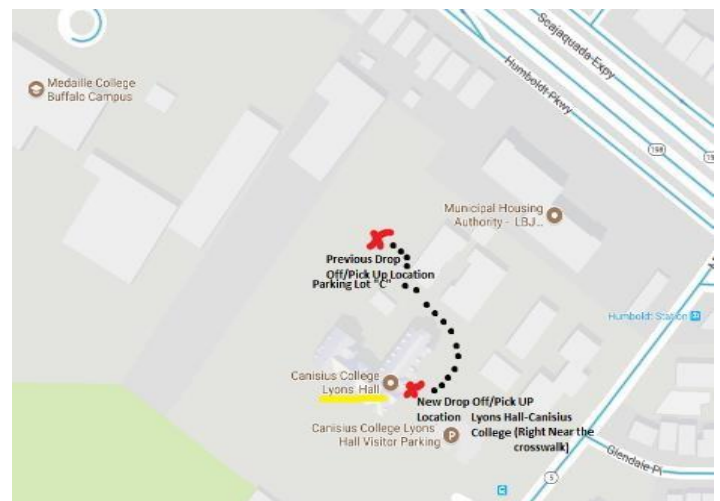 Scajaquada-Expy
Humboldt-Pkwy
Medaille College
Buffalo Campus
198
Municipal Housing
Authority - LBJ...
Previous Drop
Off/Pick Up Location
Parking Lot "C"
Humboldt Station
Canisius College
Lyons Hall
New Drop Off/Pick UP
Location Lyons Hall-Canisius
College (Right Near the
crosswalk)
Canisius College Lyons
Hall Visitor Parking
P
Glendale Pl
5